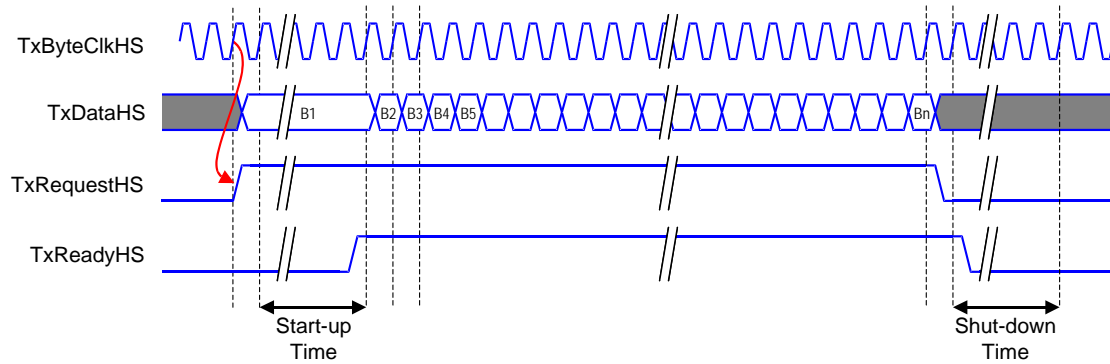 TxByteClkHS
TxDataHS
B1 B2 B3 B4 B5 Bn
TxRequestHS
TxReadyHS
Start-up
Time
Shut-down
Time